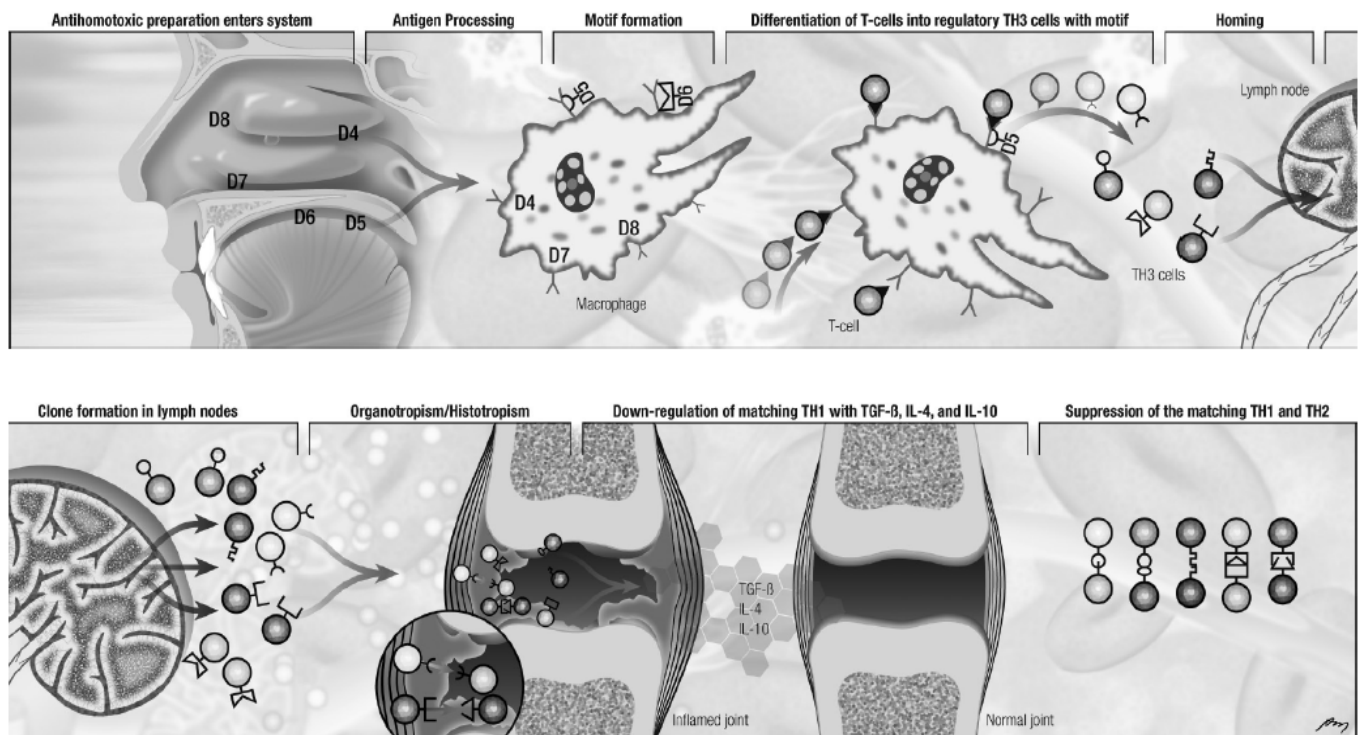 Antihomotoxic preparation enters system
Antigen Processing
Motif formation
Differentiation of T-cells into regulatory TH3 cells with motif
Homing
D8
D4
D7
D6
D5
D5
D6
D4
D8
D7
Macrophage
D5
T-cell
TH3 cells
Lymph node
Clone formation in lymph nodes
Organotropism/Histotropism
Down-regulation of matching TH1 with TGF-ß, IL-4, and IL-10
Suppression of the matching TH1 and TH2
TGF-ß
IL-4
IL-10
Inflamed joint
Normal joint